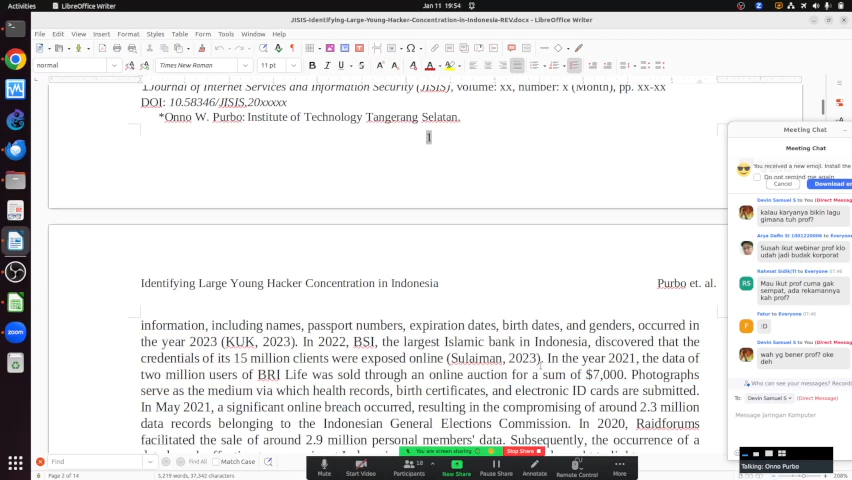 Activities
Zoom
Jan 11 19:54
JISIS-Identifying-Large-Young-Hacker-Concentration-in-Indonesia-REV.docx - LibreOffice Writer
File Edit View Insert Format Styles Table Form Tools Window Help
normal
Times New Roman
11 pt
1.Journal of Internet Services and Information Security (JISIS), volume: xx, number: x (Month), pp. xx-xx
DOI: 10.58346/JISIS.20xxxxx
*Onno W. Purbo: Institute of Technology Tangerang Selatan.
1
Identifying Large Young Hacker Concentration in Indonesia
Purbo et. al.
information, including names, passport numbers, expiration dates, birth dates, and genders, occurred in
the year 2023 (KUK, 2023). In 2022, BSI, the largest Islamic bank in Indonesia, discovered that the
credentials of its 15 million clients were exposed online (Sulaiman, 2023). In the year 2021, the data of
two million users of BRI Life was sold through an online auction for a sum of $7,000. Photographs
serve as the medium via which health records, birth certificates, and electronic ID cards are submitted.
In May 2021, a significant online breach occurred, resulting in the compromising of around 2.3 million
data records belonging to the Indonesian General Elections Commission. In 2020, Raidforums
facilitated the sale of around 2.9 million personal members' data. Subsequently, the occurrence of a
Meeting Chat
Meeting Chat
You received a new emoji. Install the
Do not remind me again
Cancel
Download
Devin Samuel S to You (Direct Messag
kalau karyanya bikin lagu
gimana tuh prof?
Arya Dafin SI 1001220006 to Everyone
Susah ikut webinar prof klo
udah jadi budak korporat
Rahmat Sidik/TI to Everyone 07:46
RS
Mau ikut prof cuma gak
sempat, ada rekamannya
kah prof?
Fatur to Everyone 07:46
F
:D
Devin Samuel S to You (Direct Messag
wah yg bener prof? oke
deh
Who can see your messages? Record
To: Devin Samuel S (Direct Message)
Message Jaringan Komputer
Talking: Onno Purbo
Find
Find All
Match Case
You are screen sharing
Stop Share
Mute
Start Video
Participants
18
New Share
Pause Share
Annotate
Remote Control
More
Page 2 of 14
5,219 words, 37,342 characters
208%